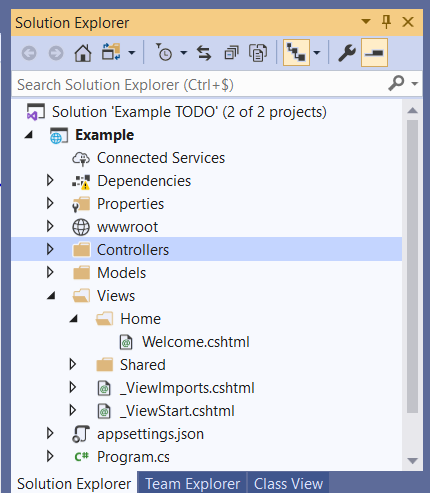 Solution Explorer
Search Solution Explorer (Ctrl+$)
Solution 'Example TODO' (2 of 2 projects)
Example
Connected Services
Dependencies
Properties
wwwroot
Controllers
Models
Views
Home
Welcome.cshtml
Shared
_ViewImports.cshtml
_ViewStart.cshtml
appsettings.json
C# Program.cs
Solution Explorer Team Explorer Class View